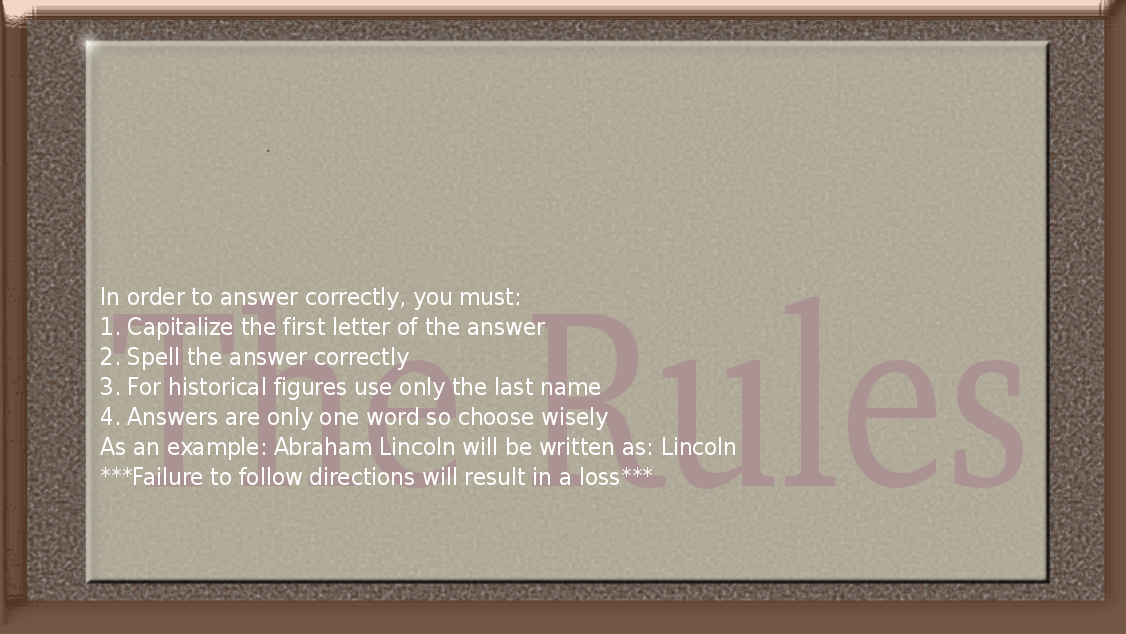 The Rules
In order to answer correctly, you must:
1. Capitalize the first letter of the answer
2. Spell the answer correctly
3. For historical figures use only the last name
4. Answers are only one word so choose wisely
As an example: Abraham Lincoln will be written as: Lincoln
***Failure to follow directions will result in a loss***